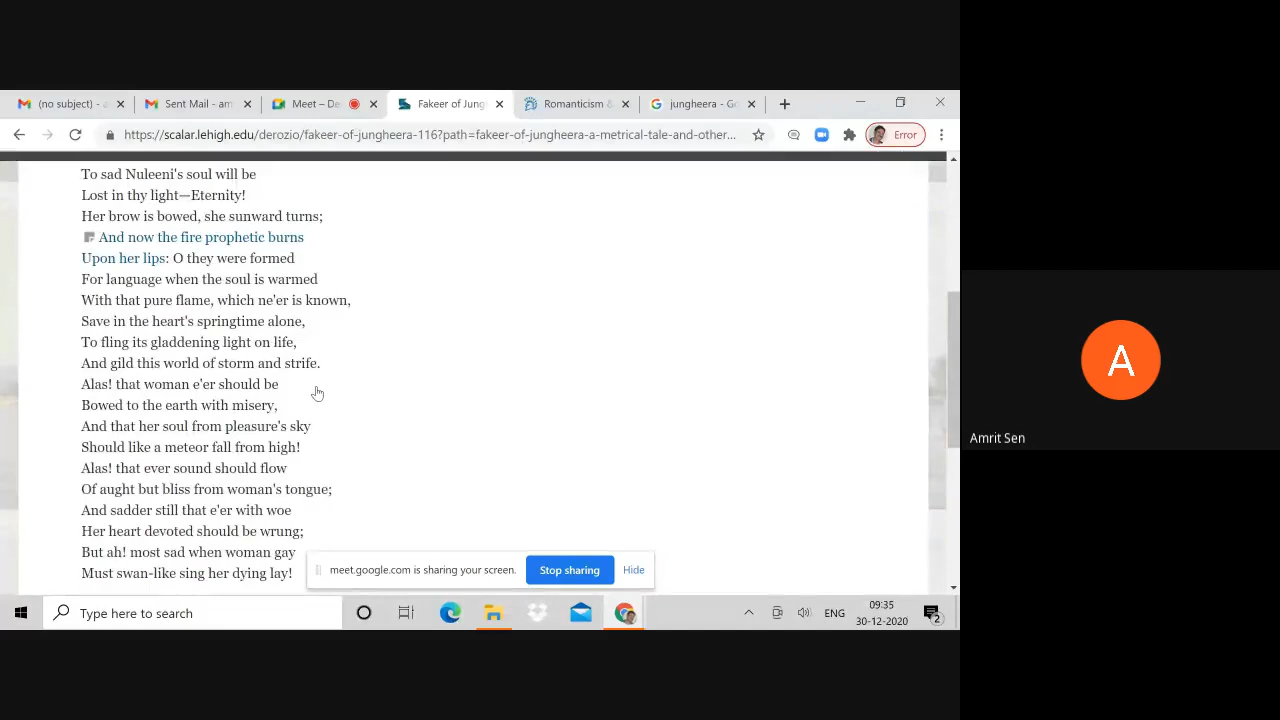 (no subject) - a
Sent Mail - am
Meet – De
Fakeer of Jung
Romanticism &
jungheera - Go
https://scalar.lehigh.edu/derozio/fakeer-of-jungheera-116?path=fakeer-of-jungheera-a-metrical-tale-and-other...
Error
To sad Nuleeni's soul will be
Lost in thy light—Eternity!
Her brow is bowed, she sunward turns;
And now the fire prophetic burns
Upon her lips: O they were formed
For language when the soul is warmed
With that pure flame, which ne'er is known,
Save in the heart's springtime alone,
To fling its gladdening light on life,
And gild this world of storm and strife.
Alas! that woman e'er should be
Bowed to the earth with misery,
And that her soul from pleasure's sky
Should like a meteor fall from high!
Alas! that ever sound should flow
Of aught but bliss from woman's tongue;
And sadder still that e'er with woe
Her heart devoted should be wrung;
But ah! most sad when woman gay
Must swan-like sing her dying lay!
meet.google.com is sharing your screen.
Stop sharing
Hide
Type here to search
ENG
09:35
30-12-2020
2
A
Amrit Sen